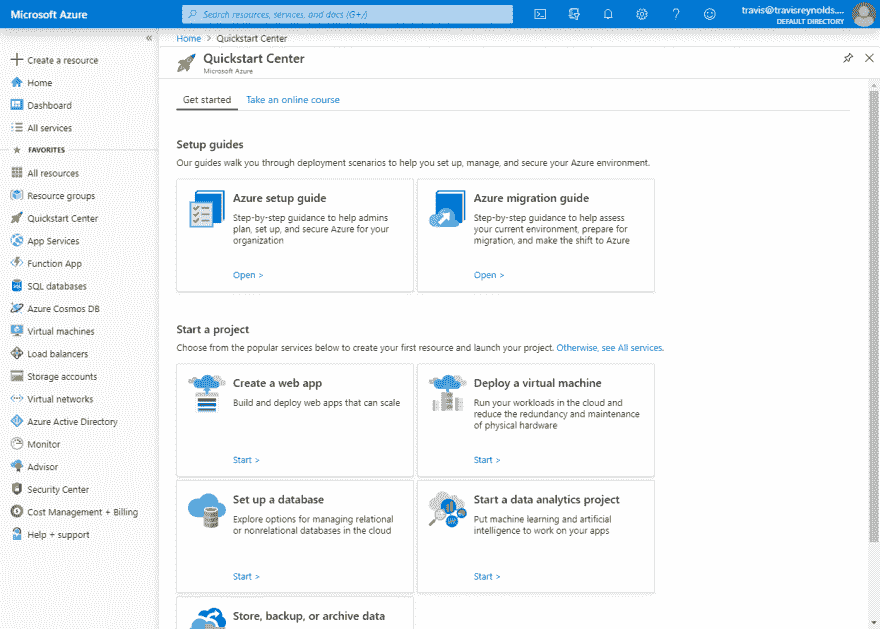 Microsoft Azure
Search resources, services, and docs (G+/)
travis@travisreynolds....
DEFAULT DIRECTORY
«
Create a resource
Home
Dashboard
All services
FAVORITES
All resources
Resource groups
Quickstart Center
App Services
Function App
SQL databases
Azure Cosmos DB
Virtual machines
Load balancers
Storage accounts
Virtual networks
Azure Active Directory
Monitor
Advisor
Security Center
Cost Management + Billing
Help + support
Home > Quickstart Center
Quickstart Center
Microsoft Azure
Get started Take an online course
Setup guides
Our guides walk you through deployment scenarios to help you set up, manage, and secure your Azure environment.
Azure setup guide
Step-by-step guidance to help admins
plan, set up, and secure Azure for your
organization
Open >
Azure migration guide
Step-by-step guidance to help assess
your current environment, prepare for
migration, and make the shift to Azure
Open >
Start a project
Choose from the popular services below to create your first resource and launch your project. Otherwise, see All services.
Create a web app
Build and deploy web apps that can scale
Start >
Deploy a virtual machine
Run your workloads in the cloud and
reduce the redundancy and maintenance
of physical hardware
Start >
Set up a database
Explore options for managing relational
or nonrelational databases in the cloud
Start >
Start a data analytics project
Put machine learning and artificial
intelligence to work on your apps
Start >
Store, backup, or archive data